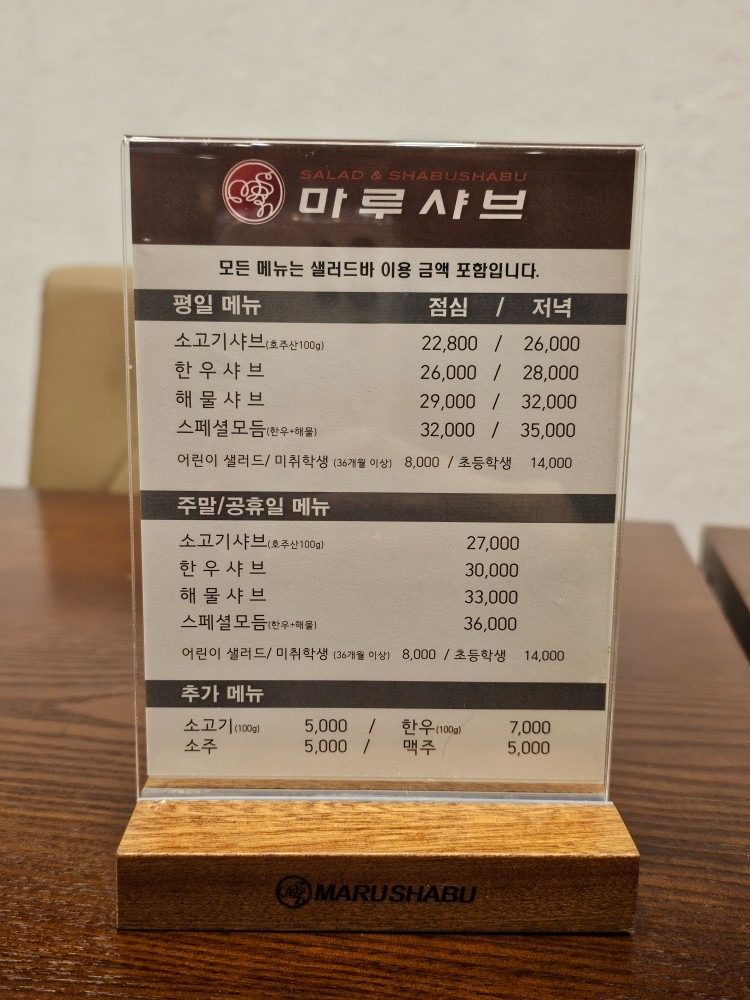 SALAD & SHABUSHABU
마루샤브
모든 메뉴는 샐러드바 이용 금액 포함입니다.
평일 메뉴 점심 / 저녁
소고기샤브(호주산100g) 22,800 / 26,000
한우샤브 26,000 / 28,000
해물샤브 29,000 / 32,000
스페셜모듬(한우+해물) 32,000 / 35,000
어린이 샐러드/ 미취학생 (36개월 이상) 8,000 / 초등학생 14,000
주말/공휴일 메뉴
소고기샤브(호주산100g) 27,000
한우샤브 30,000
해물샤브 33,000
스페셜모듬(한우+해물) 36,000
어린이 샐러드/ 미취학생 (36개월 이상) 8,000 / 초등학생 14,000
추가 메뉴
소고기(100g) 5,000 / 한우(100g) 7,000
소주 5,000 / 맥주 5,000
MARUSHABU